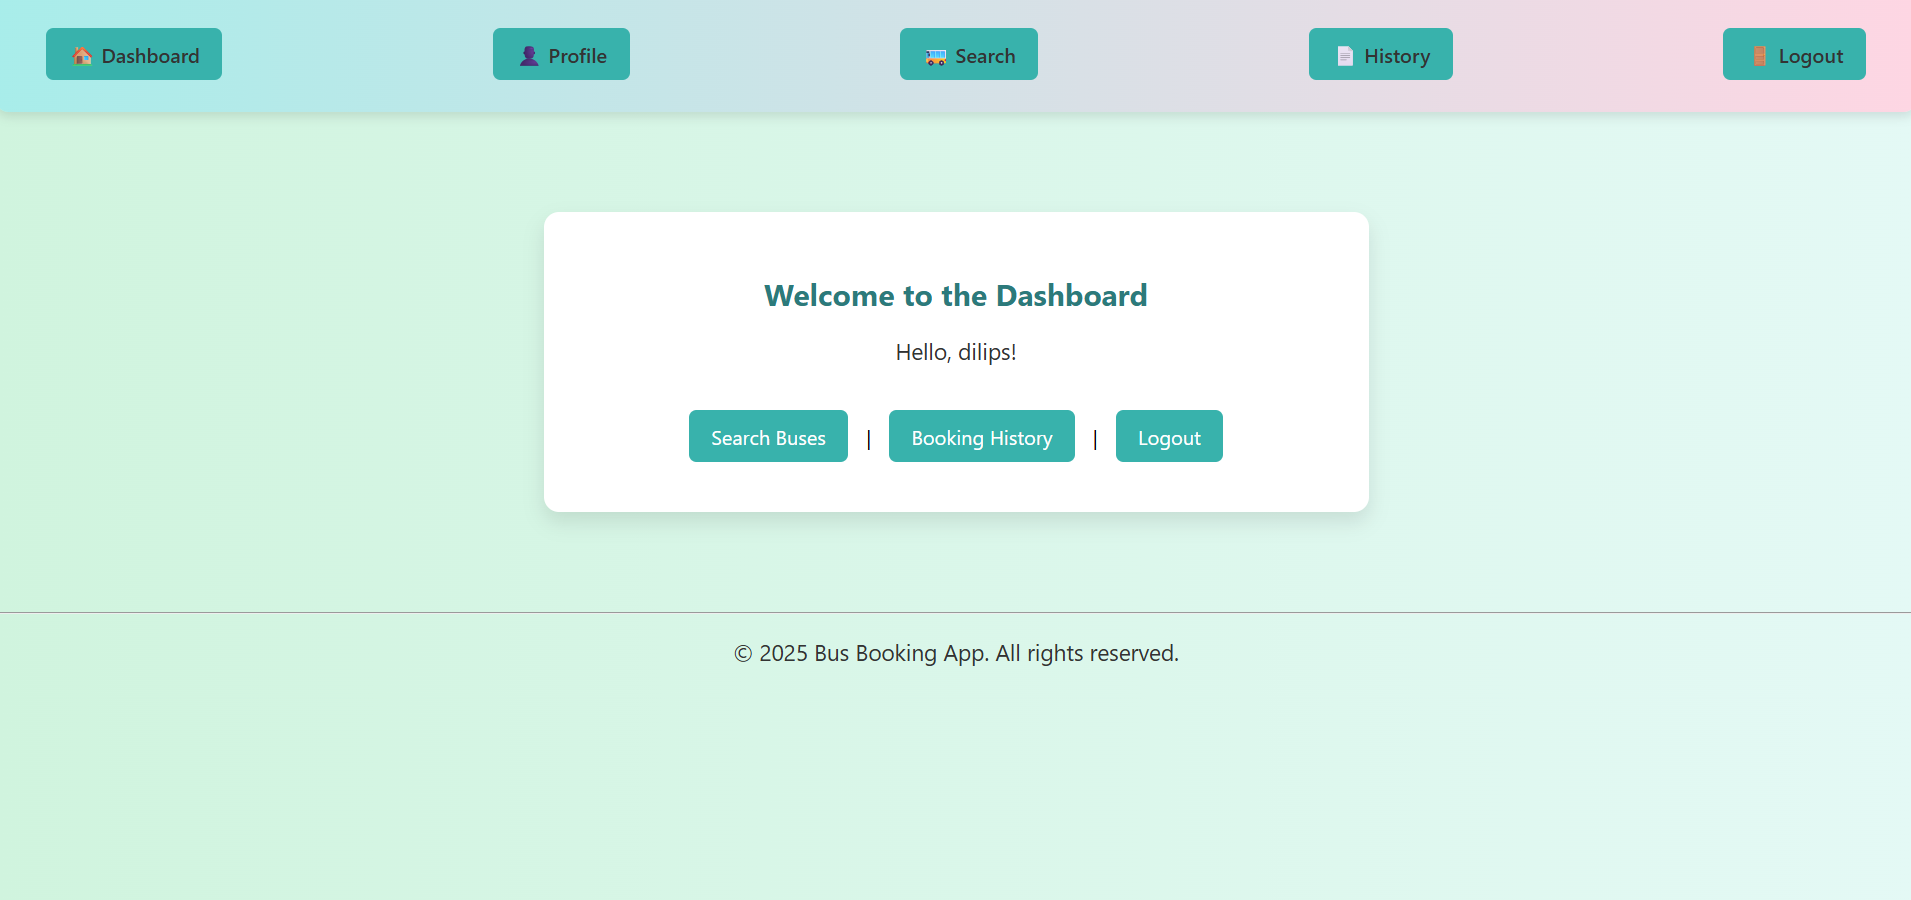 🏠 Dashboard 👤 Profile 🚌 Search 📄 History 🚪 Logout
Welcome to the Dashboard
Hello, dilips!
Search Buses | Booking History | Logout
© 2025 Bus Booking App. All rights reserved.